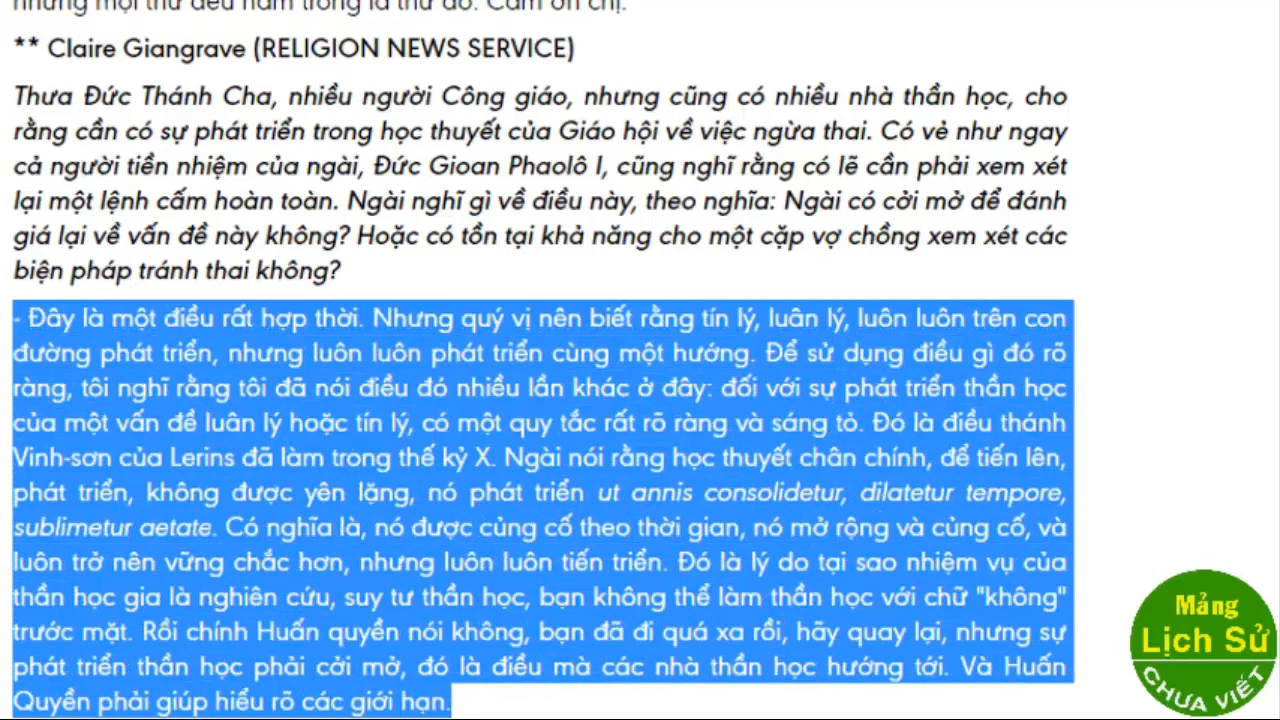 những mọi thứ đều nằm trong lá thư đó. Cảm ơn chị.
** Claire Giangrave (RELIGION NEWS SERVICE)
Thưa Đức Thánh Cha, nhiều người Công giáo, nhưng cũng có nhiều nhà thần học, cho
rằng cần có sự phát triển trong học thuyết của Giáo hội về việc ngừa thai. Có vẻ như ngay
cả người tiền nhiệm của ngài, Đức Gioan Phaolô I, cũng nghĩ rằng có lẽ cần phải xem xét
lại một lệnh cấm hoàn toàn. Ngài nghĩ gì về điều này, theo nghĩa: Ngài có cởi mở để đánh
giá lại về vấn đề này không? Hoặc có tồn tại khả năng cho một cặp vợ chồng xem xét các
biện pháp tránh thai không?
- Đây là một điều rất hợp thời. Nhưng quý vị nên biết rằng tín lý, luân lý, luôn luôn trên con
đường phát triển, nhưng luôn luôn phát triển cùng một hướng. Để sử dụng điều gì đó rõ
ràng, tôi nghĩ rằng tôi đã nói điều đó nhiều lần khác ở đây: đối với sự phát triển thần học
của một vấn đề luân lý hoặc tín lý, có một quy tắc rất rõ ràng và sáng tỏ. Đó là điều thánh
Vinh-sơn của Lerins đã làm trong thế kỷ X. Ngài nói rằng học thuyết chân chính, để tiến lên,
phát triển, không được yên lặng, nó phát triển ut annis consolidetur, dilatetur tempore,
sublimetur aetate. Có nghĩa là, nó được củng cố theo thời gian, nó mở rộng và củng cố, và
luôn trở nên vững chắc hơn, nhưng luôn luôn tiến triển. Đó là lý do tại sao nhiệm vụ của
thần học gia là nghiên cứu, suy tư thần học, bạn không thể làm thần học với chữ "không"
trước mặt. Rồi chính Huấn quyền nói không, bạn đã đi quá xa rồi, hãy quay lại, nhưng sự
phát triển thần học phải cởi mở, đó là điều mà các nhà thần học hướng tới. Và Huấn
Quyền phải giúp hiểu rõ các giới hạn.
Mảng
Lịch Sử
CHƯA VIẾT